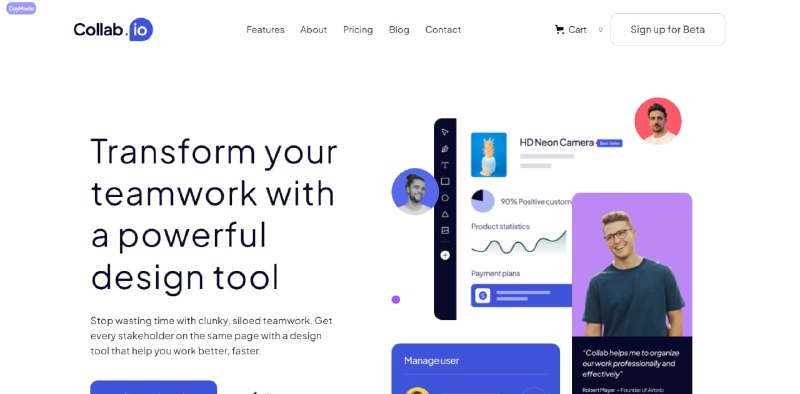 DayMode
Collab.io
Features
About
Pricing
Blog
Contact
Cart
0
Sign up for Beta
Transform your
teamwork with
a powerful
design tool
Stop wasting time with clunky, siloed teamwork. Get
every stakeholder on the same page with a design
tool that help you work better, faster.
HD Neon Camera
Best Seller
90% Positive custome
Product statistics
Payment plans
Manage user
"Collab helps me to organize
our work professionally and
effectively"
Robert Mayar – Founder of Airbnb